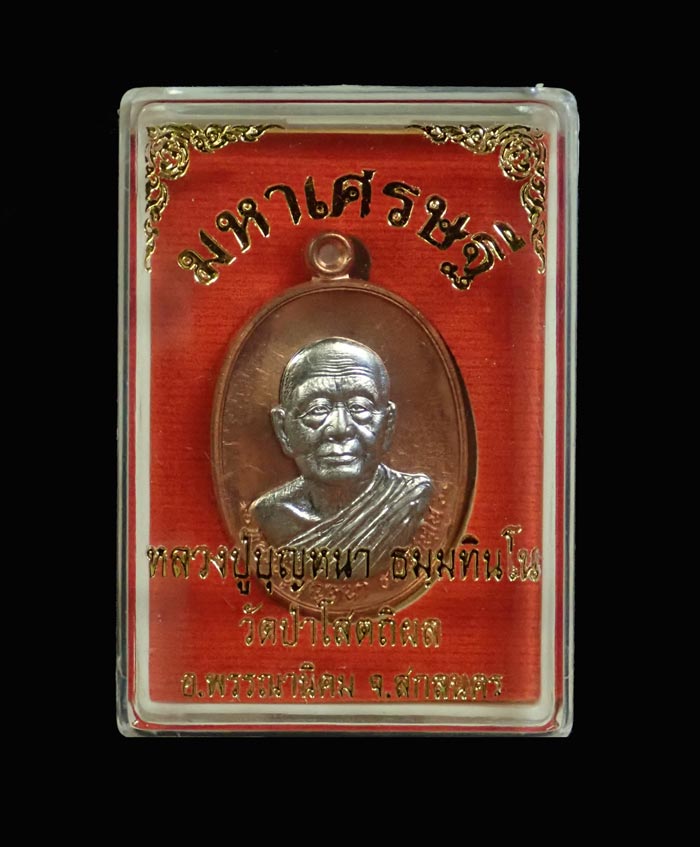 มหาเศรษฐี
หลวงปู่บุญหนา ธมฺมทินโน
วัดป่าโสตถิผล
อ.พรรณานิคม จ.สกลนคร